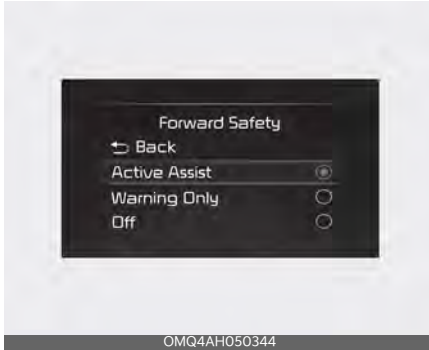 Forward Safety
Back
Active Assist
Warning Only
Off
OMQ4AH050344